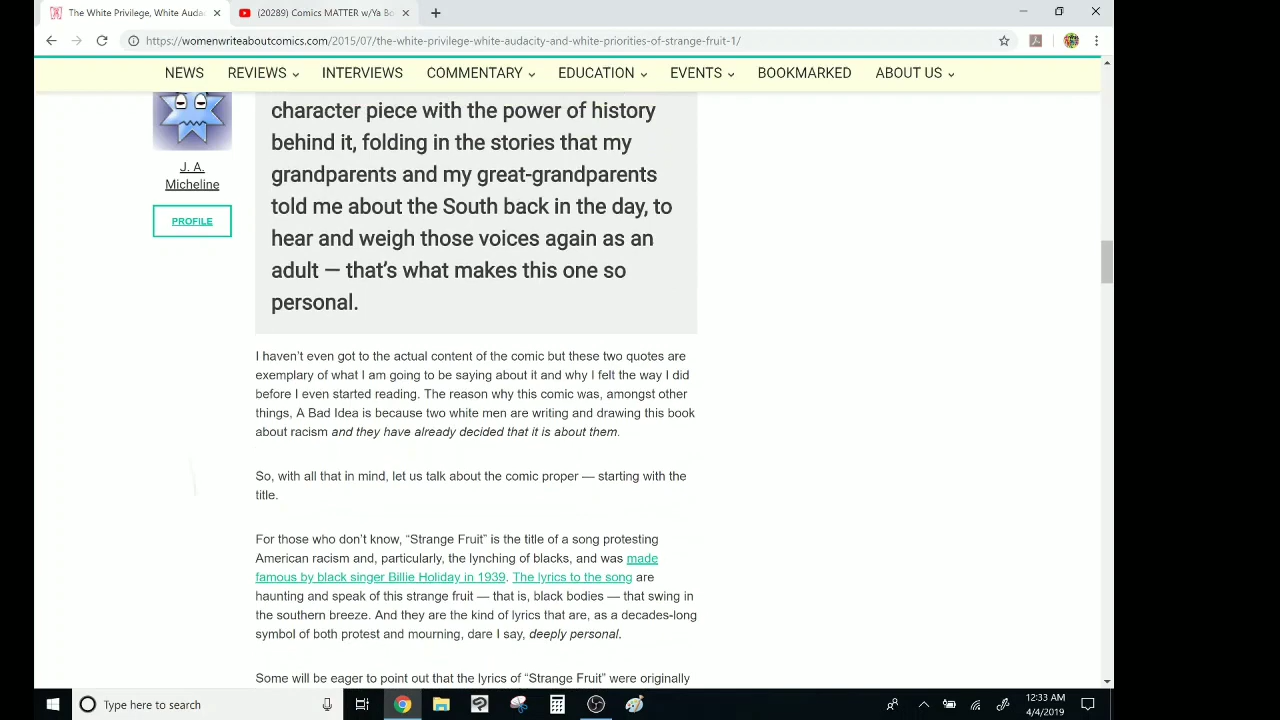 The White Privilege, White Auda
(20289) Comics MATTER w/Ya Bo
https://womenwriteaboutcomics.com/2015/07/the-white-privilege-white-audacity-and-white-priorities-of-strange-fruit-1/
NEWS REVIEWS INTERVIEWS COMMENTARY EDUCATION EVENTS BOOKMARKED ABOUT US
J. A.
Micheline
PROFILE
character piece with the power of history
behind it, folding in the stories that my
grandparents and my great-grandparents
told me about the South back in the day, to
hear and weigh those voices again as an
adult — that’s what makes this one so
personal.
I haven’t even got to the actual content of the comic but these two quotes are
exemplary of what I am going to be saying about it and why I felt the way I did
before I even started reading. The reason why this comic was, amongst other
things, A Bad Idea is because two white men are writing and drawing this book
about racism and they have already decided that it is about them.
So, with all that in mind, let us talk about the comic proper — starting with the
title.
For those who don’t know, “Strange Fruit” is the title of a song protesting
American racism and, particularly, the lynching of blacks, and was made
famous by black singer Billie Holiday in 1939. The lyrics to the song are
haunting and speak of this strange fruit — that is, black bodies — that swing in
the southern breeze. And they are the kind of lyrics that are, as a decades-long
symbol of both protest and mourning, dare I say, deeply personal.
Some will be eager to point out that the lyrics of “Strange Fruit” were originally
Type here to search
12:33 AM
4/4/2019